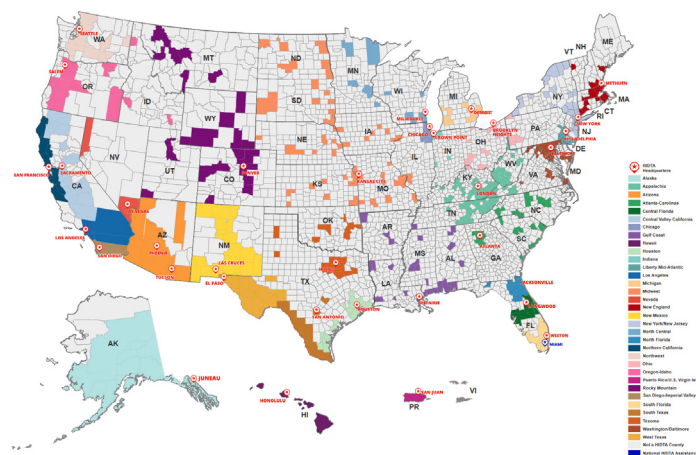 SEATTLE
WA
MT
ND
MN
ME
VT
NH
SALEM
OR
ID
SD
WI
MI
NY
METHUEN
MA
CT
RI
WY
MILWAUKEE
DETROIT
BROOKLYN
HEIGHTS
NEW YORK
CHICAGO
CROWN POINT
PA
PHILADELPHIA
NJ
NE
IA
IL
IN
OH
DE
MD
SACRAMENTO
SAN FRANCISCO
NV
UT
CO
DENVER
KANSAS CITY
KS
MO
KY
WV
VA
LONDON
CA
LAS VEGAS
LOS ANGELES
SAN DIEGO
AZ
PHOENIX
TUCSON
NM
LAS CRUCES
EL PASO
OK
AR
TN
NC
SC
ATLANTA
GA
MS
AL
TX
LA
SAN ANTONIO
HOUSTON
METAIRIE
JACKSONVILLE
LONGWOOD
FL
WESTON
MIAMI
AK
JUNEAU
HONOLULU
HI
SAN JUAN
PR
VI
HIDTA
Headquarters
Alaska
Appalachia
Arizona
Atlanta-Carolinas
Central Florida
Central Valley California
Chicago
Gulf Coast
Hawaii
Houston
Indiana
Liberty Mid-Atlantic
Los Angeles
Michigan
Midwest
Nevada
New England
New Mexico
New York/New Jersey
North Central
North Florida
Northern California
Northwest
Ohio
Oregon-Idaho
Puerto Rico/U.S. Virgin Is
Rocky Mountain
San Diego-Imperial Valley
South Florida
South Texas
Texoma
Washington/Baltimore
West Texas
Not a HIDTA County
National HIDTA Assistance